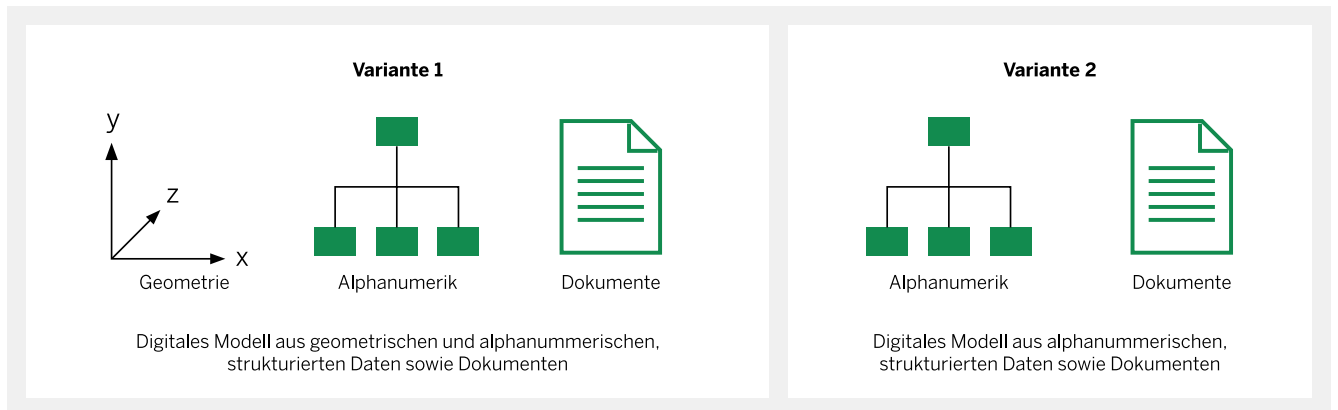 Variante 1
y
z
x
Geometrie
Alphanumerik
Dokumente
Digitales Modell aus geometrischen und alphanummerischen,
strukturierten Daten sowie Dokumenten
Variante 2
Alphanumerik
Dokumente
Digitales Modell aus alphanummerischen,
strukturierten Daten sowie Dokumenten